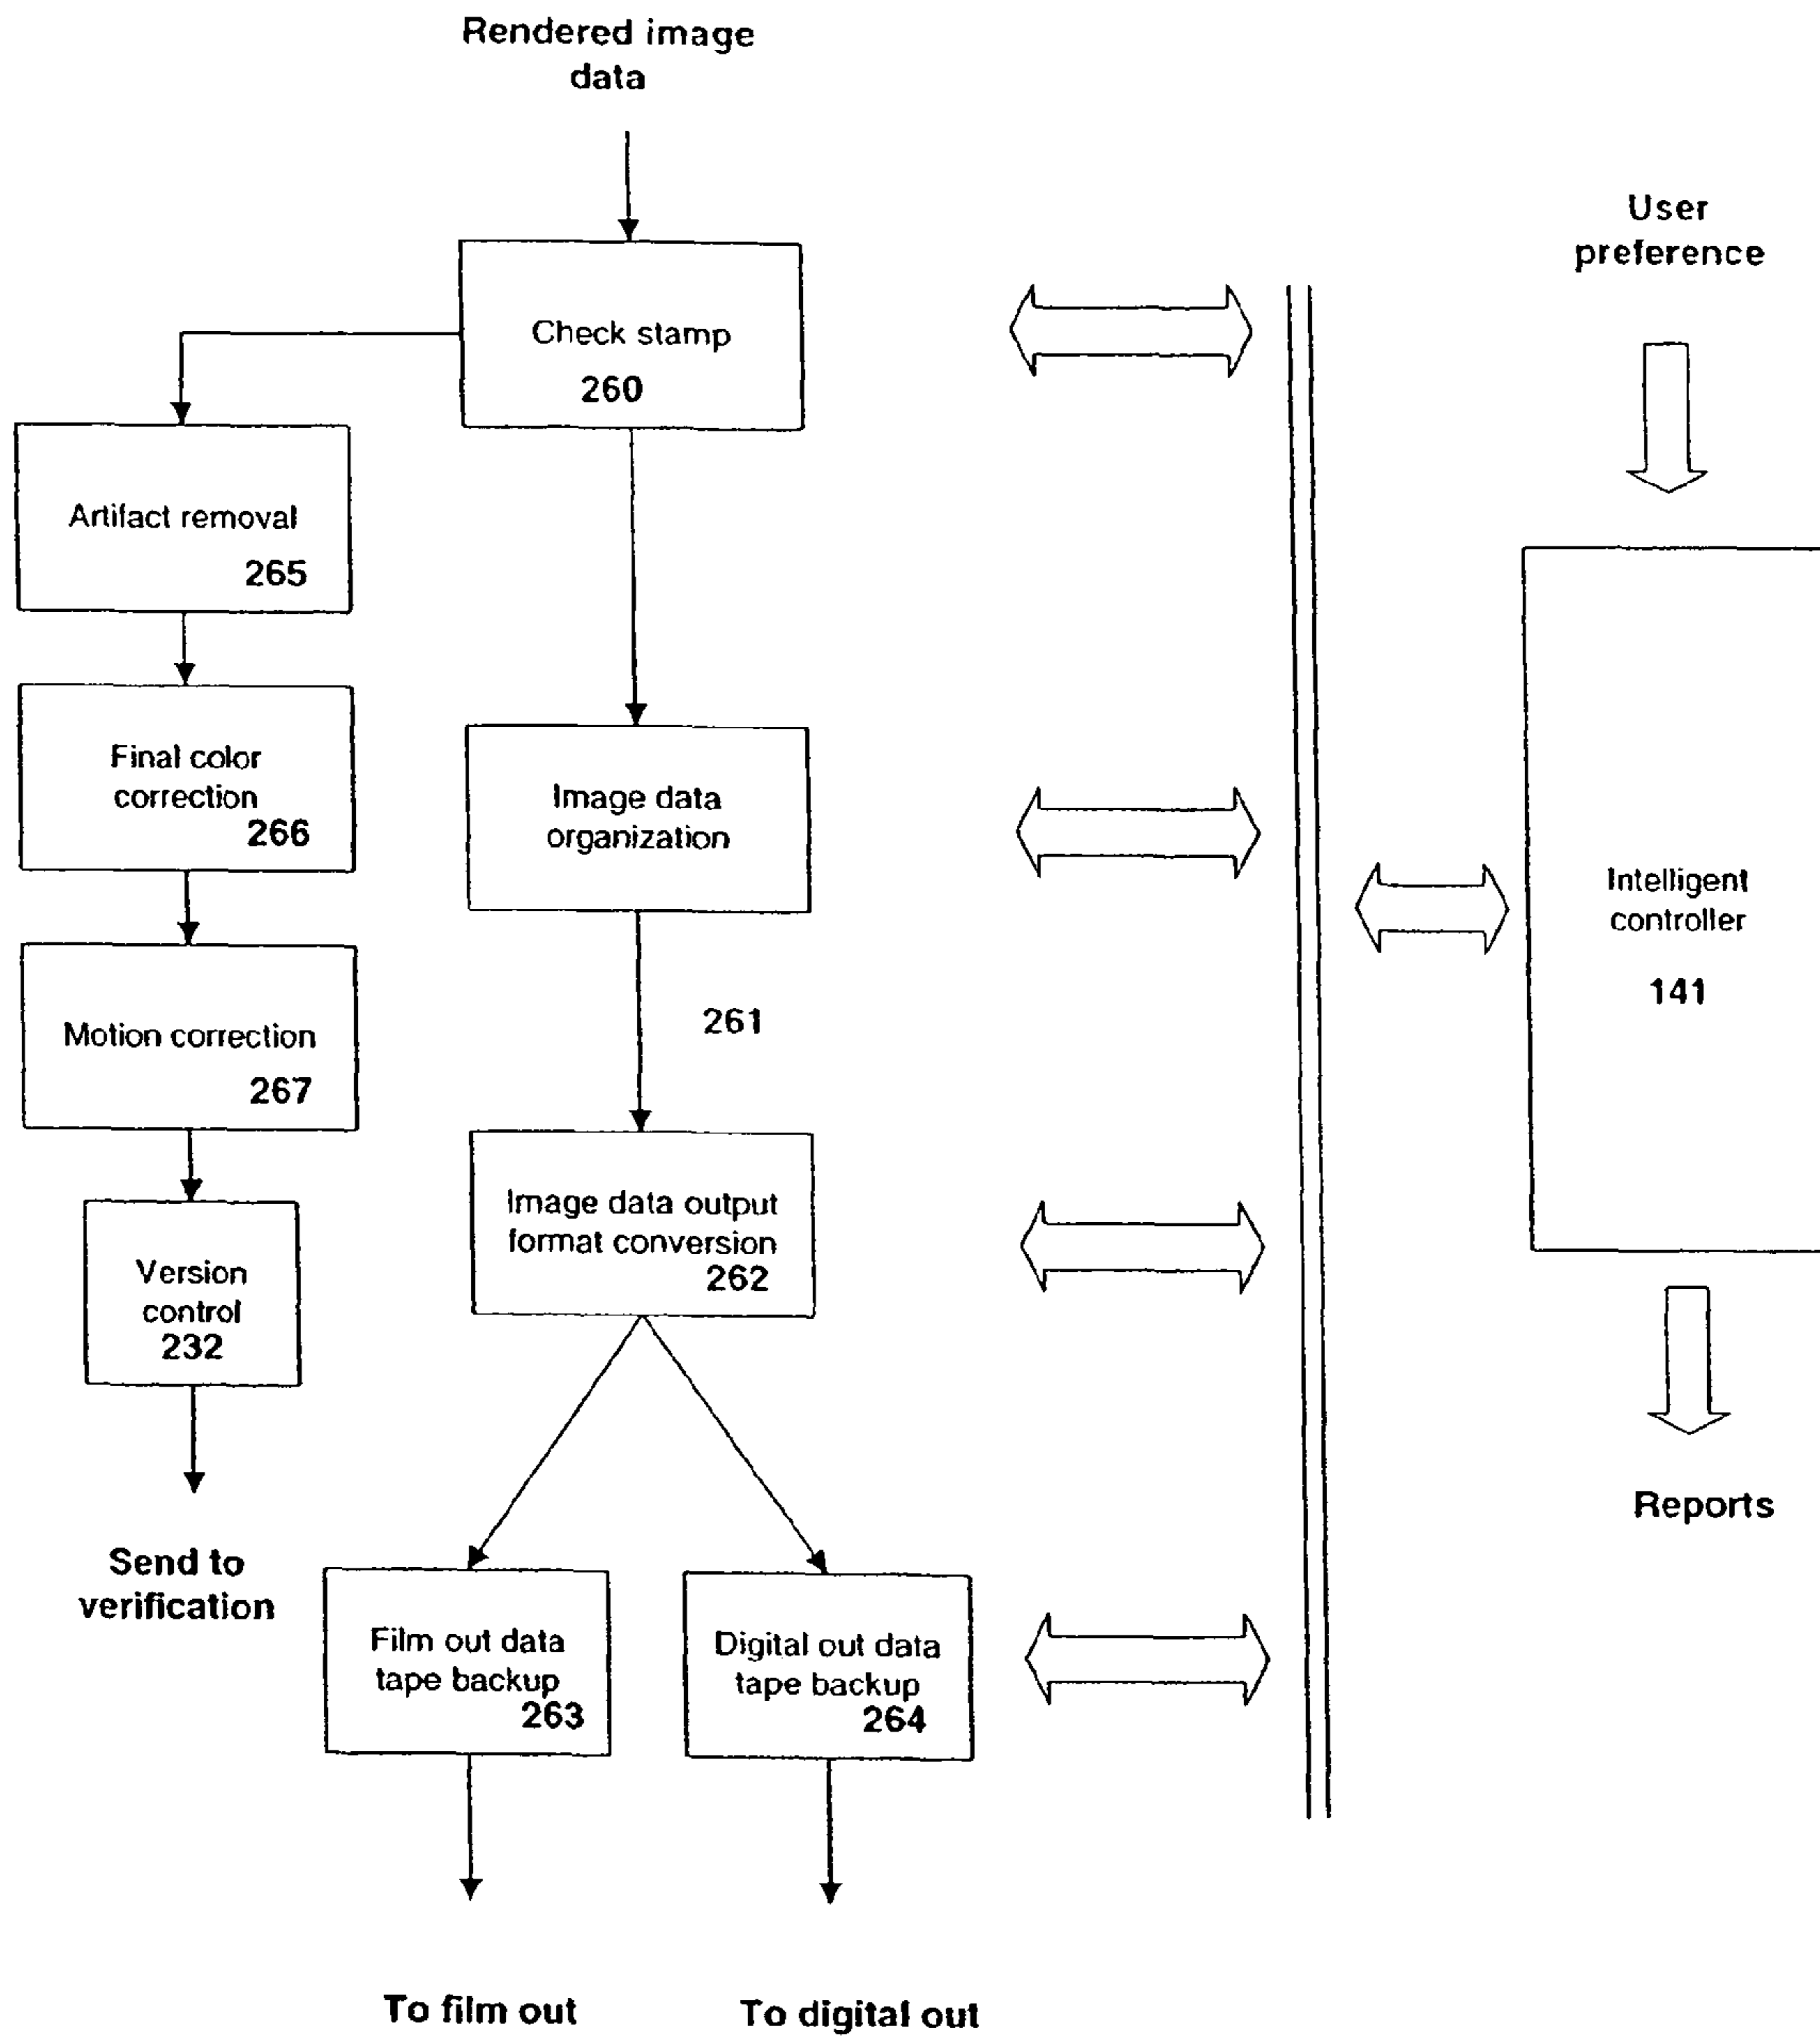 Rendered image
data
User
preference
Check stamp
260
Artifact removal
265
Final color
correction
266
Image data
organization
Intelligent
controller
141
Motion correction
267
261
Image data output
format conversion
262
Version
control
232
Reports
Send to
verification
Film out data
tape backup
263
Digital out data
tape backup
264
To film out
To digital out